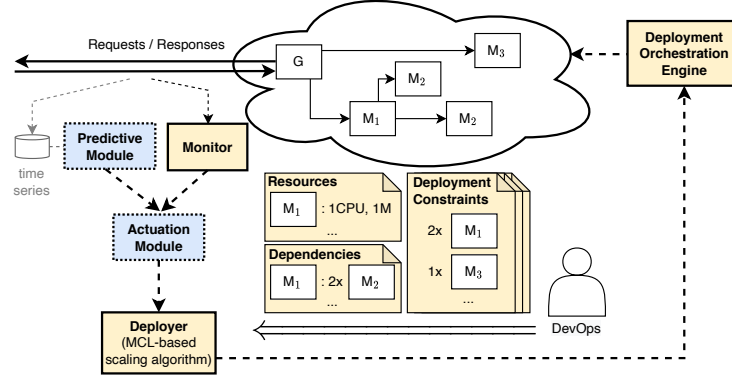 Requests / Responses
G
M₃
M₂
M₁
M₂
Deployment
Orchestration
Engine
Predictive
Module
Monitor
time
series
Actuation
Module
Deployer
(MCL-based
scaling algorithm)
Resources
M₁ : 1CPU, 1M
...
Dependencies
M₁ : 2x M₂
...
Deployment
Constraints
2x M₁
1x M₃
...
DevOps